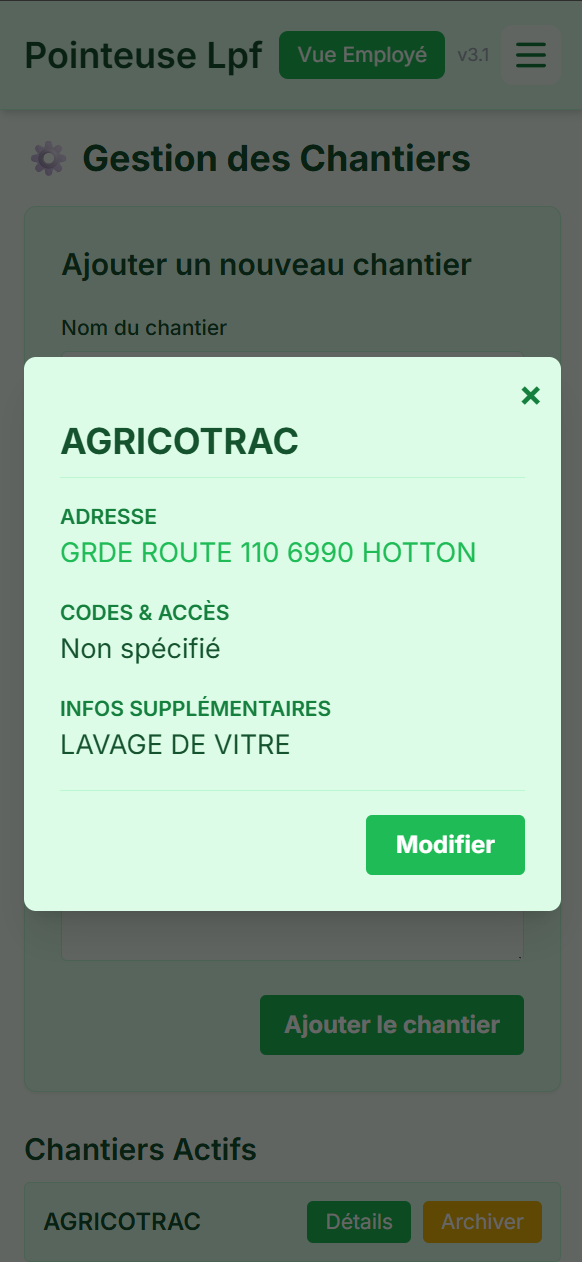 Pointeuse Lpf
Vue Employé
v3.1
Gestion des Chantiers
Ajouter un nouveau chantier
Nom du chantier
×
AGRICOTRAC
ADRESSE
GRDE ROUTE 110 6990 HOTTON
CODES & ACCÈS
Non spécifié
INFOS SUPPLÉMENTAIRES
LAVAGE DE VITRE
Modifier
Ajouter le chantier
Chantiers Actifs
AGRICOTRAC
Détails
Archiver